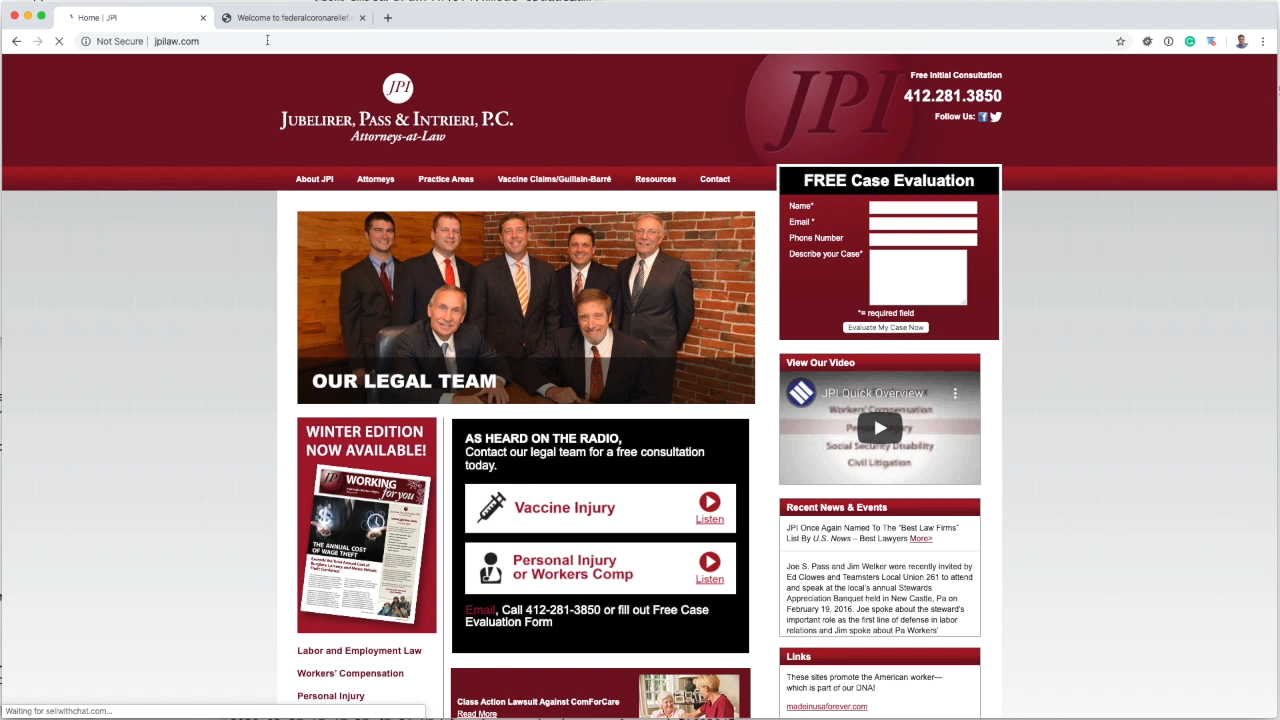 Home | JPI
Welcome to federalcoronarelief.
Not Secure
jpilaw.com
JPI
JUBELIRER, PASS & INTRIERI, P.C.
Attorneys-at-Law
JPI
Free Initial Consultation
412.281.3850
Follow Us:
About JPI
Attorneys
Practice Areas
Vaccine Claims/Guillain-Barré
Resources
Contact
FREE Case Evaluation
Name*
Email *
Phone Number
Describe your Case*
*= required field
Evaluate My Case Now
OUR LEGAL TEAM
View Our Video
JPI Quick Overview
Workers' Compensation
Personal Injury
Social Security Disability
Civil Litigation
WINTER EDITION
NOW AVAILABLE!
JPI
WORKING
for you
THE ANNUAL COST
OF WAGE THEFT
AS HEARD ON THE RADIO,
Contact our legal team for a free consultation
today.
Vaccine Injury
Listen
Personal Injury
or Workers Comp
Listen
Email, Call 412-281-3850 or fill out Free Case
Evaluation Form
Recent News & Events
JPI Once Again Named To The "Best Law Firms"
List By U.S. News – Best Lawyers More>
Joe S. Pass and Jim Welker were recently invited by
Ed Clowes and Teamsters Local Union 261 to attend
and speak at the local's annual Stewards
Appreciation Banquet held in New Castle, Pa on
February 19, 2016. Joe spoke about the steward's
important role as the first line of defense in labor
relations and Jim spoke about Pa Workers'
Labor and Employment Law
Workers' Compensation
Personal Injury
Class Action Lawsuit Against ComForCare
Read More
Links
These sites promote the American worker—
which is part of our DNA!
madeinusaforever.com
Waiting for sellwithchat.com...